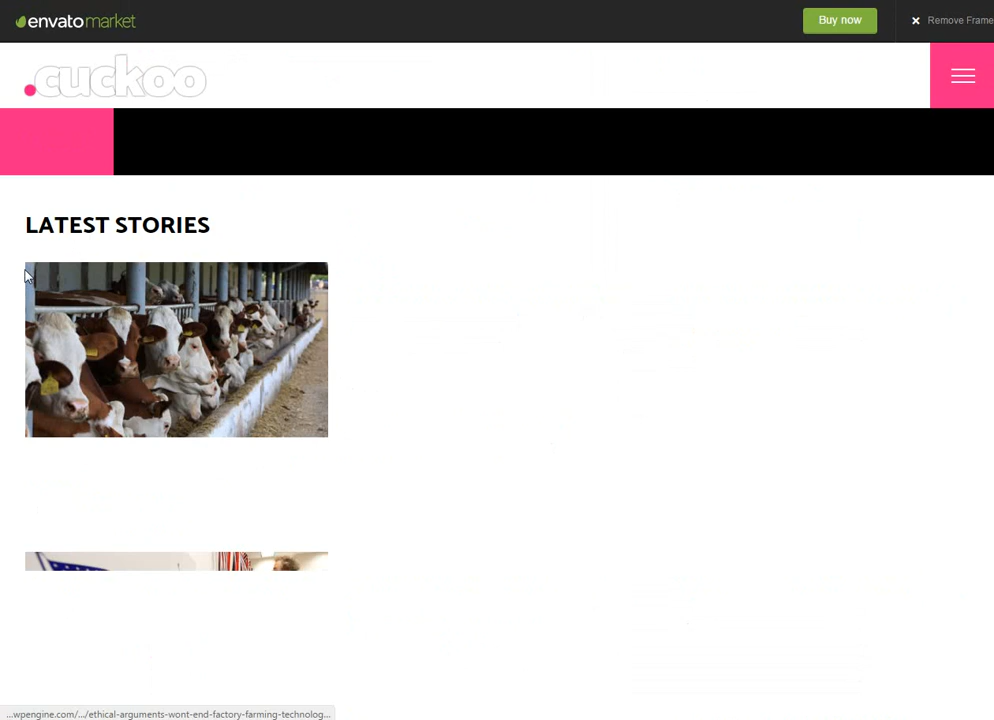 envatomarket
Buy now
Remove Frame
.cuckoo
LATEST STORIES
...wpengine.com/.../ethical-arguments-wont-end-factory-farming-technolog...